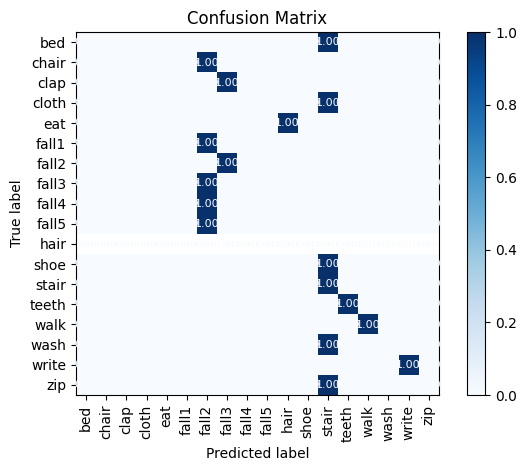 Confusion Matrix
True label
bed 1.00
chair 1.00
clap 1.00
cloth 1.00
eat 1.00
fall1 1.00
fall2 1.00
fall3 1.00
fall4 1.00
fall5 1.00
hair
shoe 1.00
stair 1.00
teeth 1.00
walk 1.00
wash 1.00
write 1.00
zip 1.00
bed chair clap cloth eat fall1 fall2 fall3 fall4 fall5 hair shoe stair teeth walk wash write zip
Predicted label
1.0
0.8
0.6
0.4
0.2
0.0